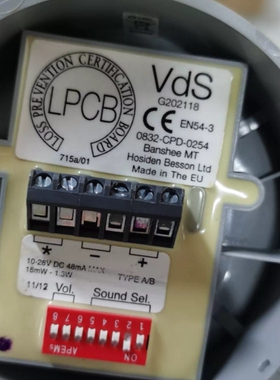 LOSS PREVENTION CERTIFICATION BOARD
LPCB
715a/01
VdS
G202118
CE EN54-3
0832-CPD-0254
Banshee MT
Hosiden Besson Ltd
Made in The EU
* - +
10-28V DC 48mA MAX TYPE A/B
16mW - 1.3W
11/12 Vol. Sound Sel.
8 7 6 5 4 3 2 1
APEM ON